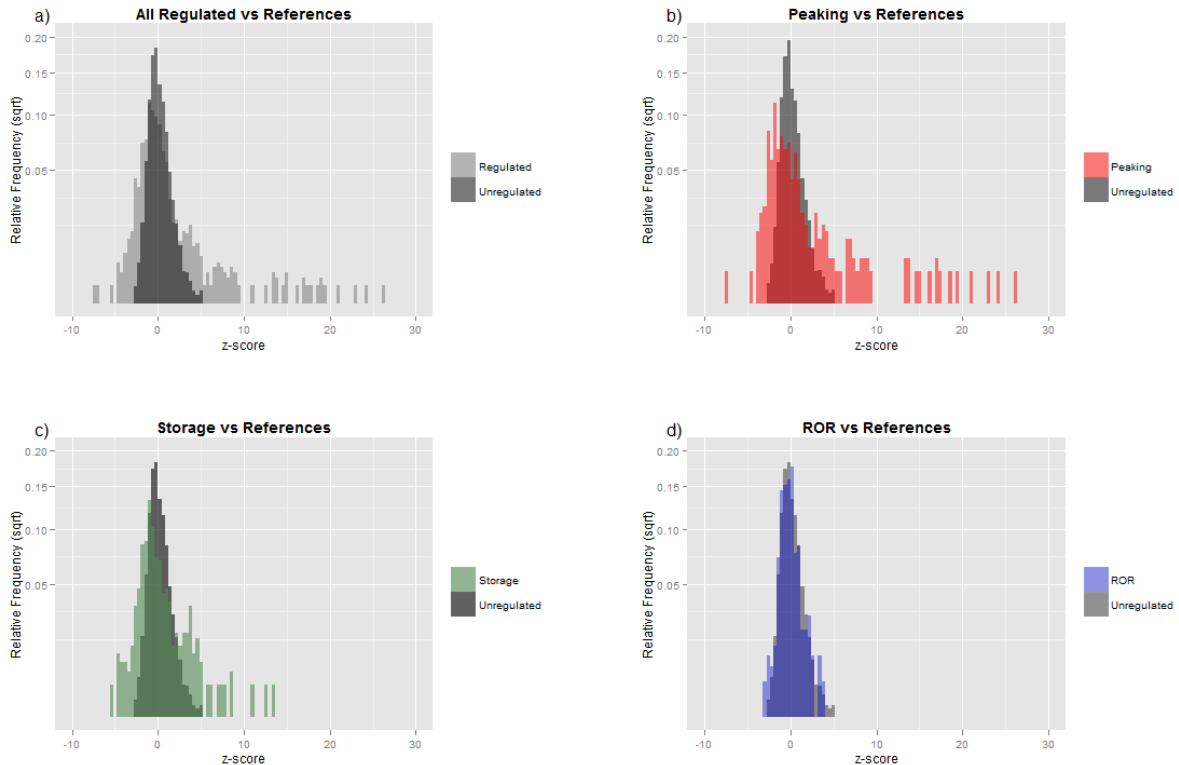 a)
All Regulated vs References
0.20
0.15
0.10
0.05
Relative Frequency (sqrt)
-10
0
10
20
30
z-score
Regulated
Unregulated
b)
Peaking vs References
0.20
0.15
0.10
0.05
Relative Frequency (sqrt)
-10
0
10
20
30
z-score
Peaking
Unregulated
c)
Storage vs References
0.20
0.15
0.10
0.05
Relative Frequency (sqrt)
-10
0
10
20
30
z-score
Storage
Unregulated
d)
ROR vs References
0.20
0.15
0.10
0.05
Relative Frequency (sqrt)
-10
0
10
20
30
z-score
ROR
Unregulated